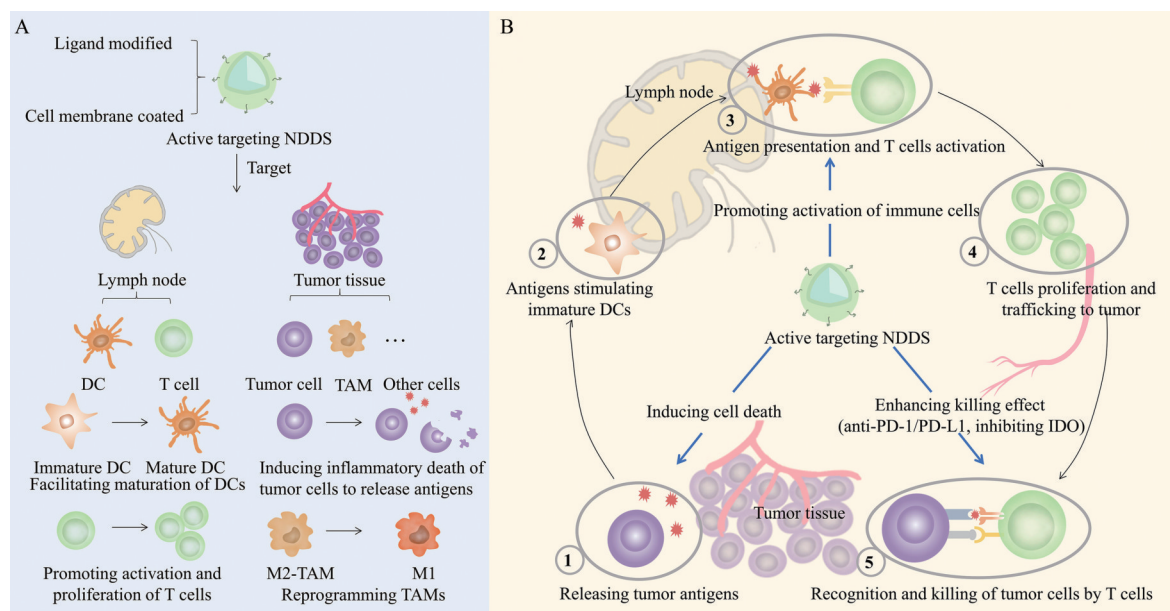 A
Ligand modified
Cell membrane coated
Active targeting NDDS
Target
Lymph node
Tumor tissue
DC
T cell
Tumor cell
TAM
Other cells
...
Immature DC
Mature DC
Facilitating maturation of DCs
Inducing inflammatory death of
tumor cells to release antigens
Promoting activation and
proliferation of T cells
M2-TAM
M1
Reprogramming TAMs
B
Lymph node
3
Antigen presentation and T cells activation
Promoting activation of immune cells
2
Antigens stimulating
immature DCs
4
T cells proliferation and
trafficking to tumor
Active targeting NDDS
Inducing cell death
Enhancing killing effect
(anti-PD-1/PD-L1, inhibiting IDO)
Tumor tissue
1
Releasing tumor antigens
5
Recognition and killing of tumor cells by T cells